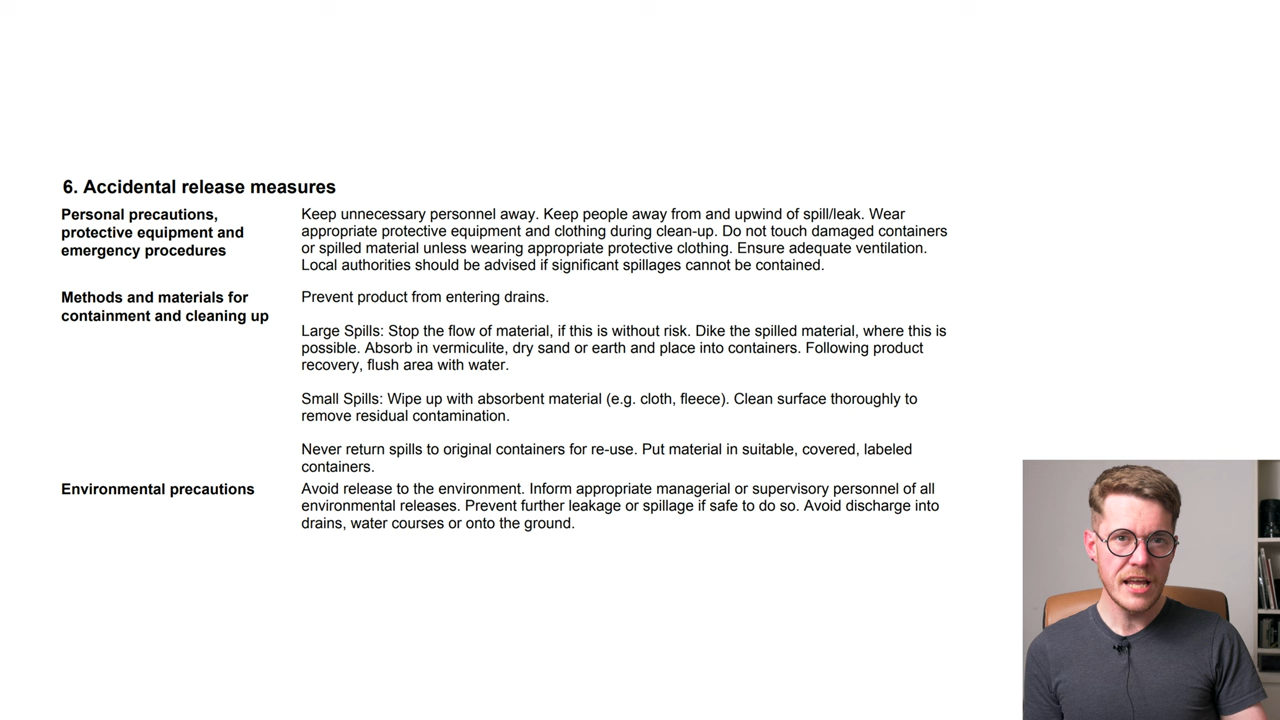 6. Accidental release measures
Personal precautions,
protective equipment and
emergency procedures
Keep unnecessary personnel away. Keep people away from and upwind of spill/leak. Wear
appropriate protective equipment and clothing during clean-up. Do not touch damaged containers
or spilled material unless wearing appropriate protective clothing. Ensure adequate ventilation.
Local authorities should be advised if significant spillages cannot be contained.
Methods and materials for
containment and cleaning up
Prevent product from entering drains.
Large Spills: Stop the flow of material, if this is without risk. Dike the spilled material, where this is
possible. Absorb in vermiculite, dry sand or earth and place into containers. Following product
recovery, flush area with water.
Small Spills: Wipe up with absorbent material (e.g. cloth, fleece). Clean surface thoroughly to
remove residual contamination.
Never return spills to original containers for re-use. Put material in suitable, covered, labeled
containers.
Environmental precautions
Avoid release to the environment. Inform appropriate managerial or supervisory personnel of all
environmental releases. Prevent further leakage or spillage if safe to do so. Avoid discharge into
drains, water courses or onto the ground.